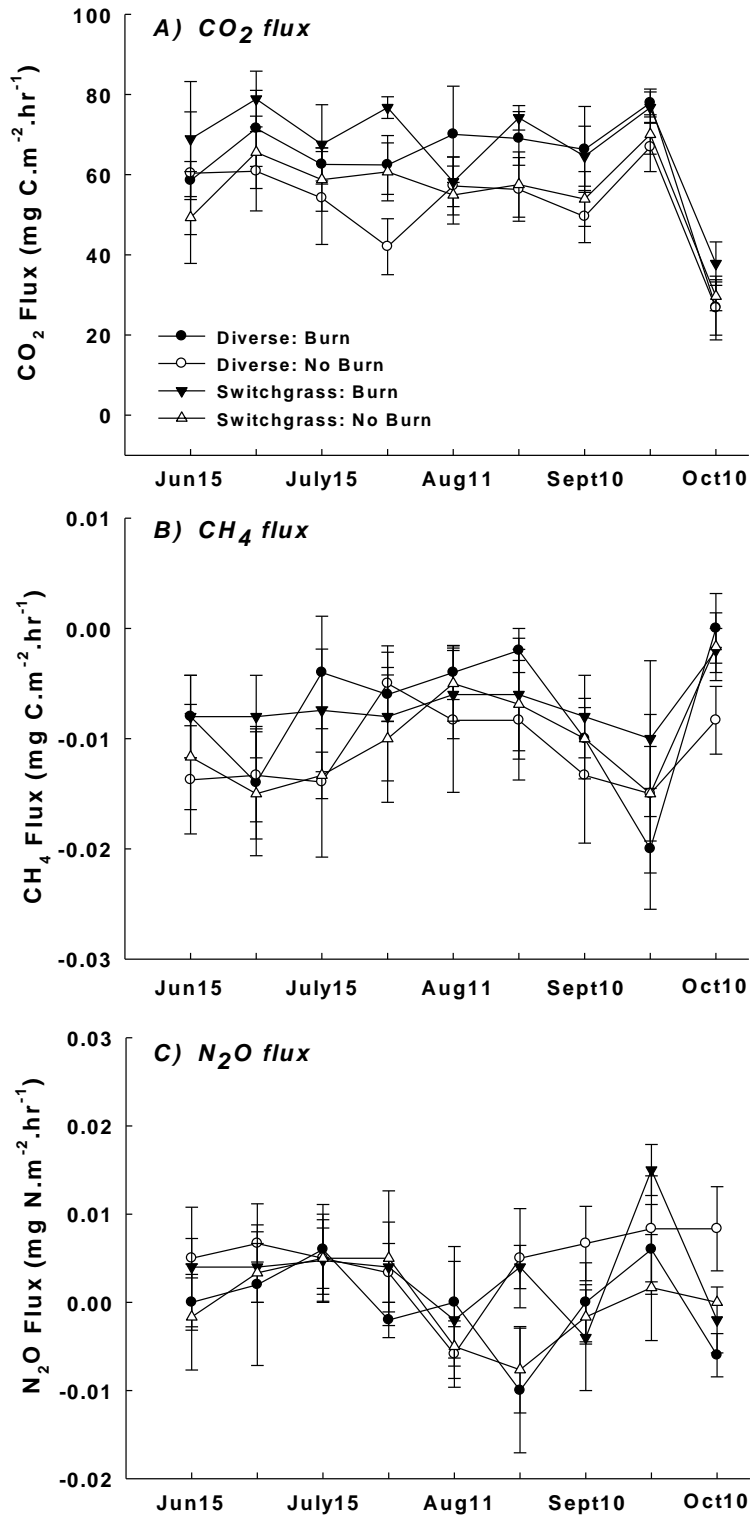 A) CO2 flux
100
80
60
40
20
0
CO2 Flux (mg C.m-2.hr-1)
Diverse: Burn
Diverse: No Burn
Switchgrass: Burn
Switchgrass: No Burn
Jun15 July15 Aug11 Sept10 Oct10
B) CH4 flux
0.01
0.00
-0.01
-0.02
-0.03
CH4 Flux (mg C.m-2.hr-1)
Jun15 July15 Aug11 Sept10 Oct10
C) N2O flux
0.03
0.02
0.01
0.00
-0.01
-0.02
N2O Flux (mg N.m-2.hr-1)
Jun15 July15 Aug11 Sept10 Oct10